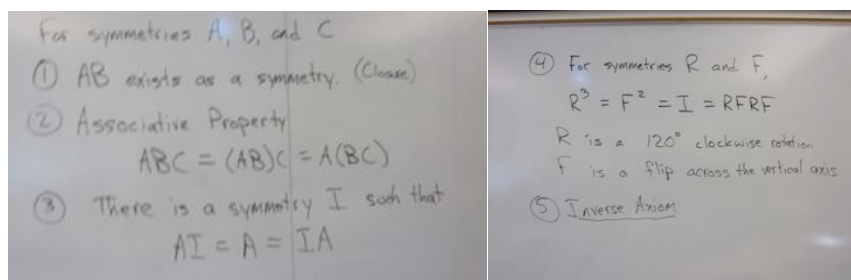 For symmetries A, B, and C
① AB exists as a symmetry. (Closure)
② Associative Property
ABC = (AB)C = A(BC)
③ There is a symmetry I such that
AI = A = IA
④ For symmetries R and F,
R³ = F² = I = RFRF
R is a 120° clockwise rotation
F is a flip across the vertical axis
⑤ Inverse Axiom